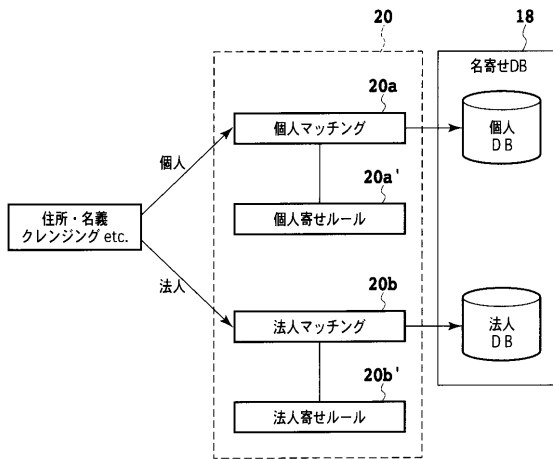 20
18
名寄せDB
20a
個人マッチング
個人
DB
個人
20a'
個人寄せルール
住所・名義
クレンジング etc.
法人
20b
法人マッチング
法人
DB
20b'
法人寄せルール